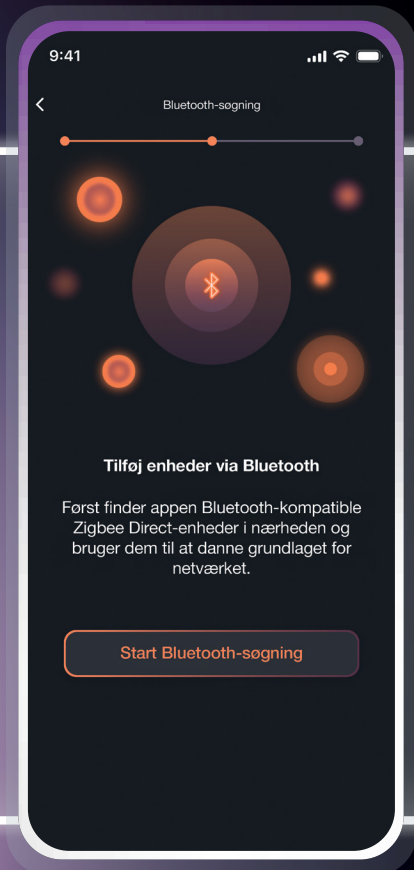 9:41
Bluetooth-søgning
Tilføj enheder via Bluetooth
Først finder appen Bluetooth-kompatible
Zigbee Direct-enheder i nærheden og
bruger dem til at danne grundlaget for
netværket.
Start Bluetooth-søgning